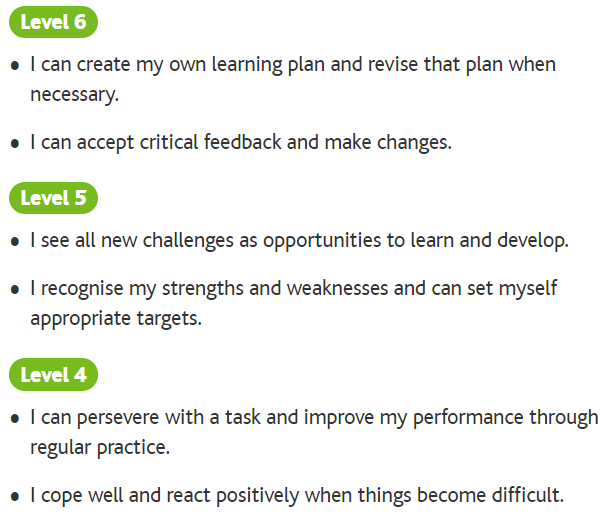 Level 6
• I can create my own learning plan and revise that plan when
necessary.
• I can accept critical feedback and make changes.
Level 5
• I see all new challenges as opportunities to learn and develop.
• I recognise my strengths and weaknesses and can set myself
appropriate targets.
Level 4
• I can persevere with a task and improve my performance through
regular practice.
• I cope well and react positively when things become difficult.